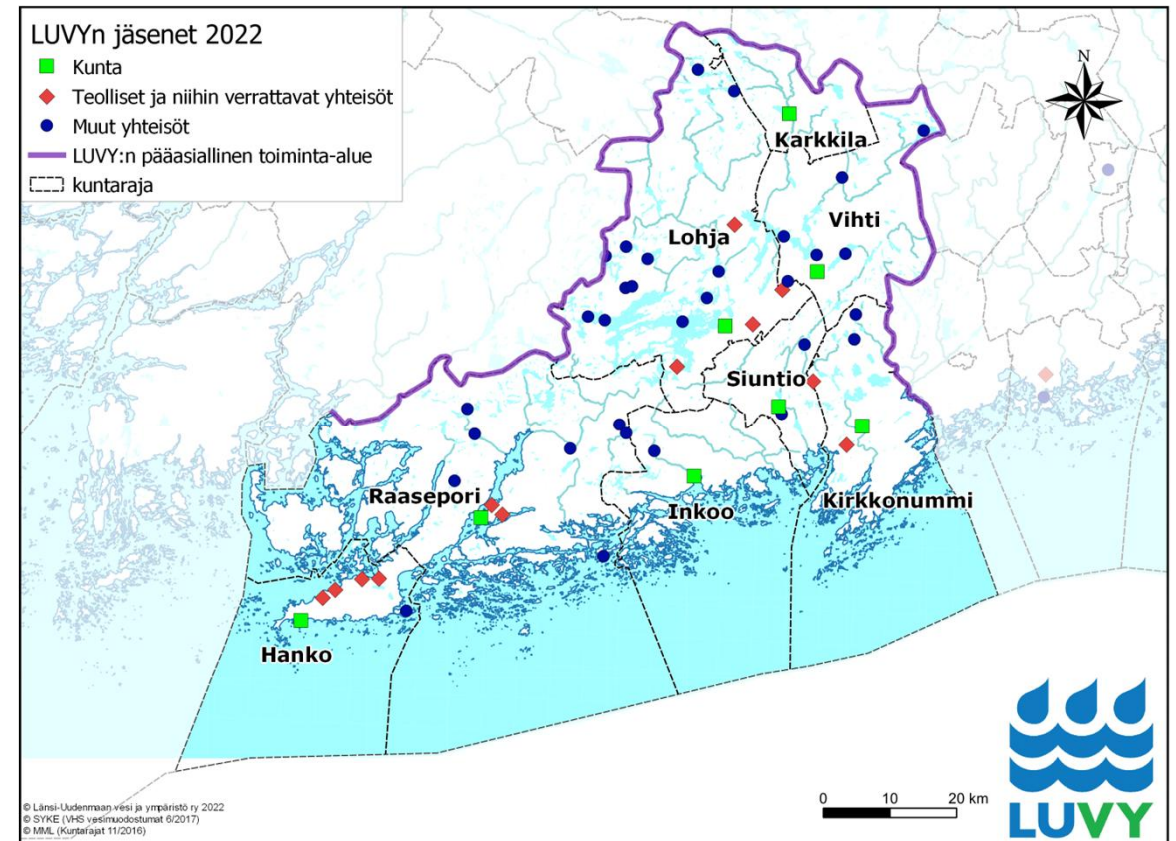 LUVYn jäsenet 2022
Kunta
Teolliset ja niihin verrattavat yhteisöt
Muut yhteisöt
LUVY:n pääasiallinen toiminta-alue
kuntaraja
N
Karkkila
Vihti
Lohja
Siuntio
Raasepori
Inkoo
Kirkkonummi
Hanko
0 10 20 km
LUVY
© Länsi-Uudenmaan vesi ja ympäristö ry 2022
© SYKE (VHS vesimuodostumat 6/2017)
© MML (Kuntarajat 11/2016)